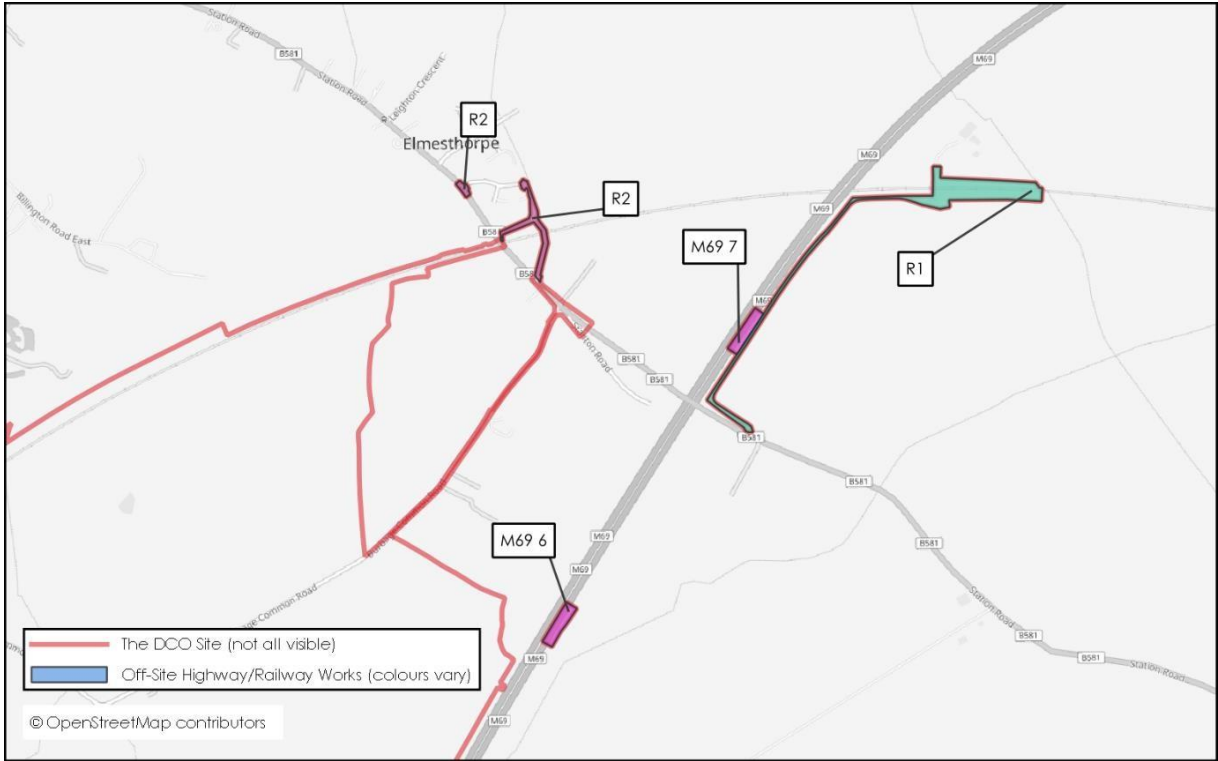 Station Road
B581
Station Road
Leighton Crescent
M69
R2
Elmesthorpe
M69
R2
M69
Billington Road East
B581
M69 7
R1
M69
B581
B581
M69 6
M69
B581
B581
M69
B581
Station Road
B581
Station Road
M69
M69
The DCO Site (not all visible)
Off-Site Highway/Railway Works (colours vary)
© OpenStreetMap contributors